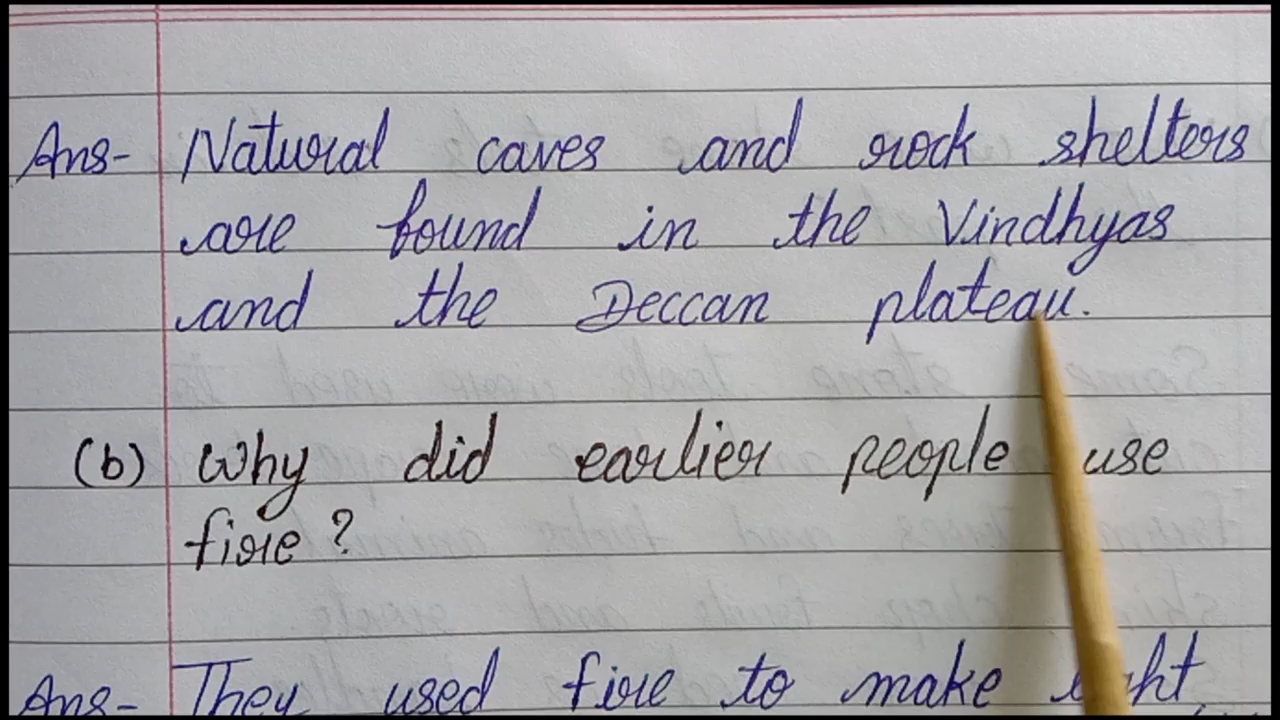 Ans- Natural caves and rock shelters
are found in the Vindhyas
and the Deccan plateau.
(b) Why did earlier people use
fire?
Ans- They used fire to make light,